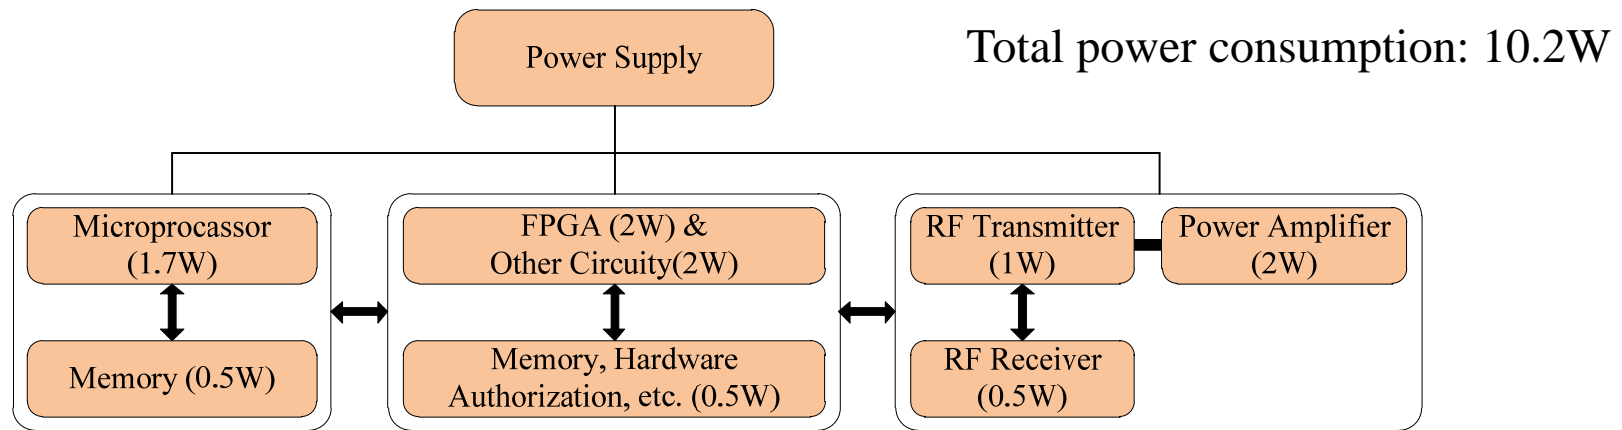 Power Supply
Total power consumption: 10.2W
Microprocassor
(1.7W)
Memory (0.5W)
FPGA (2W) &
Other Circuity(2W)
Memory, Hardware
Authorization, etc. (0.5W)
RF Transmitter
(1W)
Power Amplifier
(2W)
RF Receiver
(0.5W)